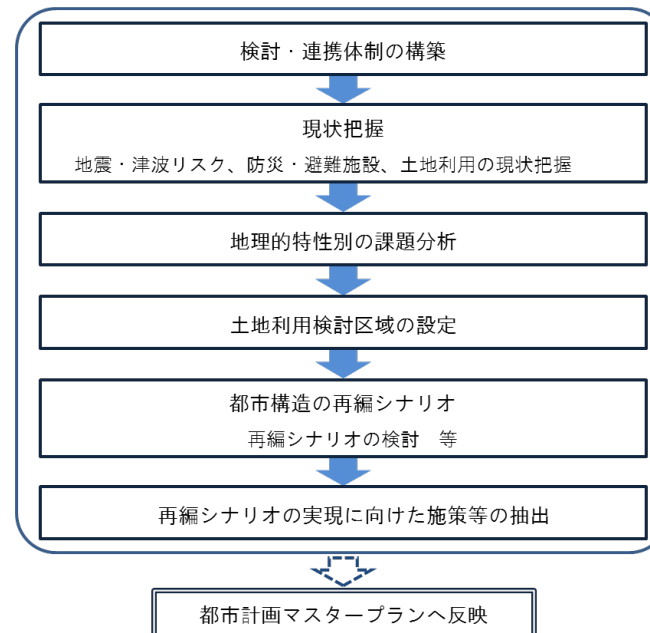 検討・連携体制の構築
現状把握
地震・津波リスク、防災・避難施設、土地利用の現状把握
地理的特性別の課題分析
土地利用検討区域の設定
都市構造の再編シナリオ
再編シナリオの検討　等
再編シナリオの実現に向けた施策等の抽出
都市計画マスタープランへ反映